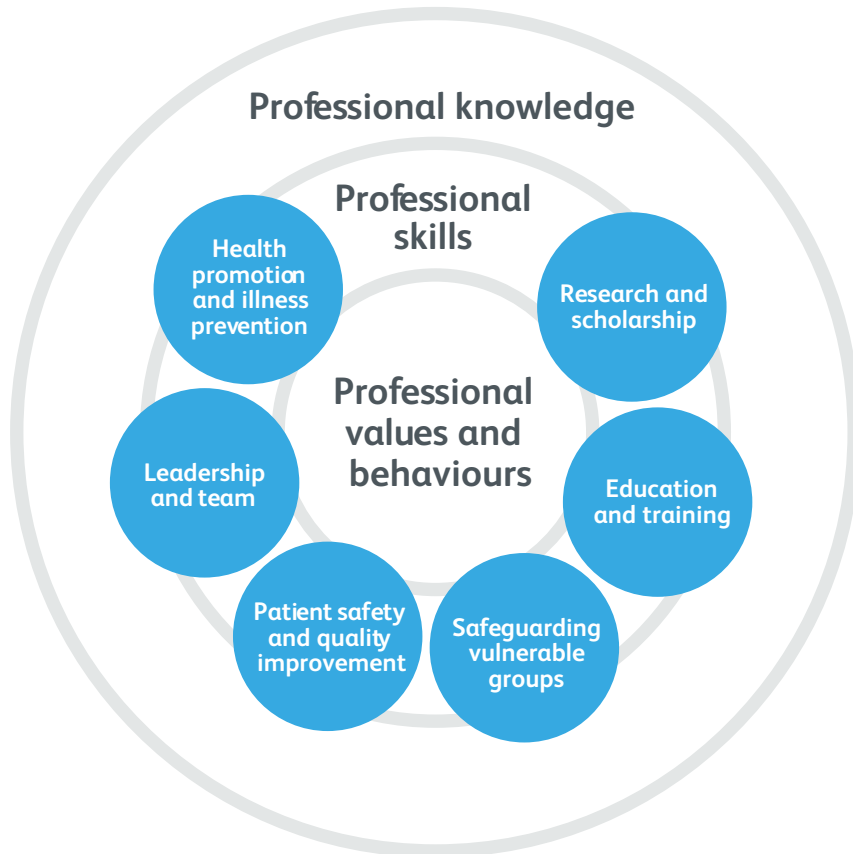 Professional knowledge
Professional
skills
Health
promotion
and illness
prevention
Research and
scholarship
Professional
values and
behaviours
Leadership
and team
Education
and training
Patient safety
and quality
improvement
Safeguarding
vulnerable
groups